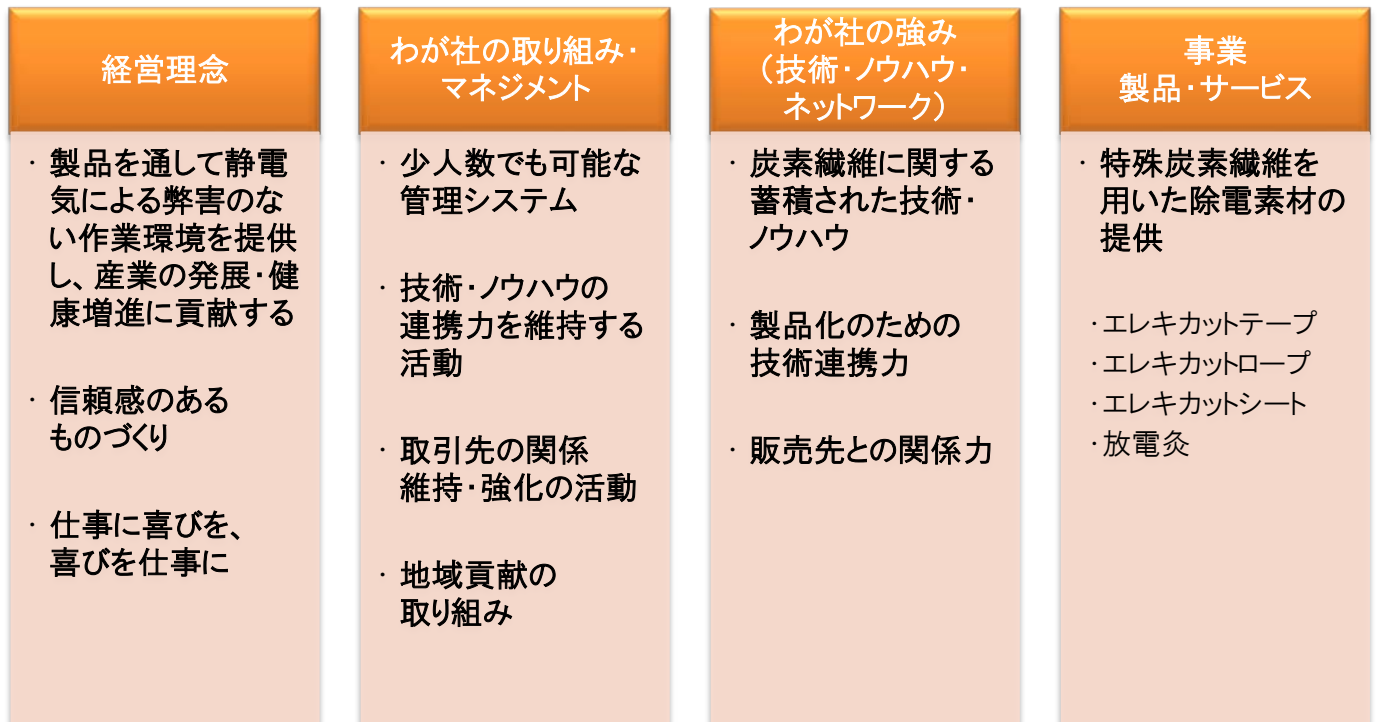 経営理念
・製品を通して静電
気による弊害のな
い作業環境を提供
し、産業の発展・健
康増進に貢献する
・信頼感のある
ものづくり
・仕事に喜びを、
喜びを仕事に
わが社の取り組み・
マネジメント
・少人数でも可能な
管理システム
・技術・ノウハウの
連携力を維持する
活動
・取引先の関係
維持・強化の活動
・地域貢献の
取り組み
わが社の強み
（技術・ノウハウ・
ネットワーク）
・炭素繊維に関する
蓄積された技術・
ノウハウ
・製品化のための
技術連携力
・販売先との関係力
事業
製品・サービス
・特殊炭素繊維を
用いた除電素材の
提供
・エレキカットテープ
・エレキカットロープ
・エレキカットシート
・放電灸